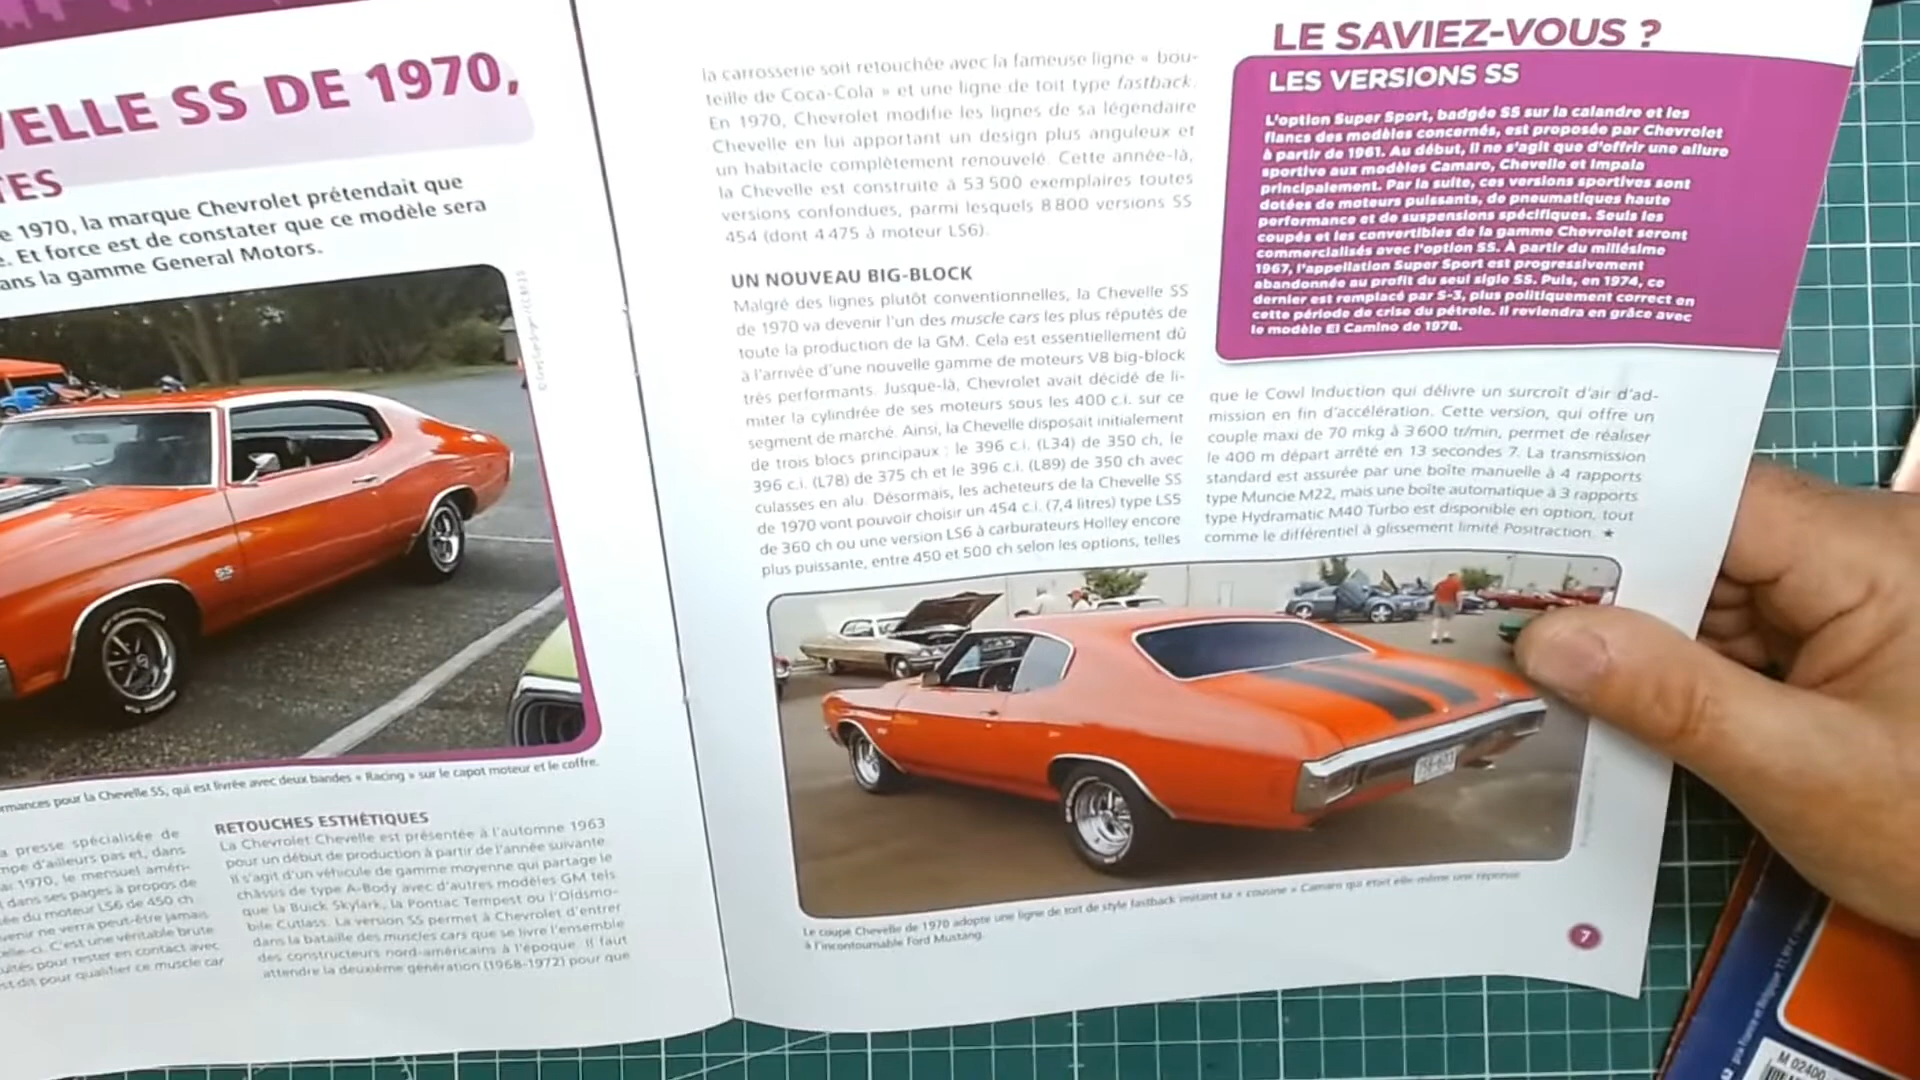 VELLE SS DE 1970,
TES
e 1970, la marque Chevrolet prétendait que
e. Et force est de constater que ce modèle sera
ans la gamme General Motors.
SS
rmances pour la Chevelle SS, qui est livrée avec deux bandes « Racing » sur le capot moteur et le coffre.
a presse spécialisée de
mpe d'ailleurs pas et, dans
ai 1970, le mensuel améri-
t dans ses pages à propos de
ée du moteur LS6 de 450 ch
venir ne verra peut-être jamais
elle-ci. C'est une véritable brute
ultés pour rester en contact avec
st dit pour qualifier ce muscle car
RETOUCHES ESTHÉTIQUES
La Chevrolet Chevelle est présentée à l'automne 1963
pour un début de production à partir de l'année suivante.
Il s'agit d'un véhicule de gamme moyenne qui partage le
châssis de type A-Body avec d'autres modèles GM tels
que la Buick Skylark, la Pontiac Tempest ou l'Oldsmo-
bile Cutlass. La version SS permet à Chevrolet d'entrer
dans la bataille des muscles cars que se livre l'ensemble
des constructeurs nord-américains à l'époque. Il faut
attendre la deuxième génération (1968-1972) pour que
la carrosserie soit retouchée avec la fameuse ligne « bou-
teille de Coca-Cola » et une ligne de toit type fastback.
En 1970, Chevrolet modifie les lignes de sa légendaire
Chevelle en lui apportant un design plus anguleux et
un habitacle complètement renouvelé. Cette année-là,
la Chevelle est construite à 53 500 exemplaires toutes
versions confondues, parmi lesquels 8 800 versions SS
454 (dont 4 475 à moteur LS6).
UN NOUVEAU BIG-BLOCK
Malgré des lignes plutôt conventionnelles, la Chevelle SS
de 1970 va devenir l'un des muscle cars les plus réputés de
toute la production de la GM. Cela est essentiellement dû
à l'arrivée d'une nouvelle gamme de moteurs V8 big-block
très performants. Jusque-là, Chevrolet avait décidé de li-
miter la cylindrée de ses moteurs sous les 400 c.i. sur ce
segment de marché. Ainsi, la Chevelle disposait initialement
de trois blocs principaux : le 396 c.i. (L34) de 350 ch, le
396 c.i. (L78) de 375 ch et le 396 c.i. (L89) de 350 ch avec
culasses en alu. Désormais, les acheteurs de la Chevelle SS
de 1970 vont pouvoir choisir un 454 c.i. (7,4 litres) type LS5
de 360 ch ou une version LS6 à carburateurs Holley encore
plus puissante, entre 450 et 500 ch selon les options, telles
LE SAVIEZ-VOUS ?
LES VERSIONS SS
L'option Super Sport, badgée SS sur la calandre et les
flancs des modèles concernés, est proposée par Chevrolet
à partir de 1961. Au début, il ne s'agit que d'offrir une allure
sportive aux modèles Camaro, Chevelle et Impala
principalement. Par la suite, ces versions sportives sont
dotées de moteurs puissants, de pneumatiques haute
performance et de suspensions spécifiques. Seuls les
coupés et les convertibles de la gamme Chevrolet seront
commercialisés avec l'option SS. À partir du millésime
1967, l'appellation Super Sport est progressivement
abandonnée au profit du seul sigle SS. Puis, en 1974, ce
dernier est remplacé par S-3, plus politiquement correct en
cette période de crise du pétrole. Il reviendra en grâce avec
le modèle El Camino de 1978.
que le Cowl Induction qui délivre un surcroît d'air d'ad-
mission en fin d'accélération. Cette version, qui offre un
couple maxi de 70 mkg à 3 600 tr/min, permet de réaliser
le 400 m départ arrêté en 13 secondes 7. La transmission
standard est assurée par une boîte manuelle à 4 rapports
type Muncie M22, mais une boîte automatique à 3 rapports
type Hydramatic M40 Turbo est disponible en option, tout
comme le différentiel à glissement limité Positraction. ★
Le coupé Chevelle de 1970 adopte une ligne de toit de style fastback imitant sa « cousine » Camaro qui était elle-même une réponse
à l'incontournable Ford Mustang.
7
M 02400